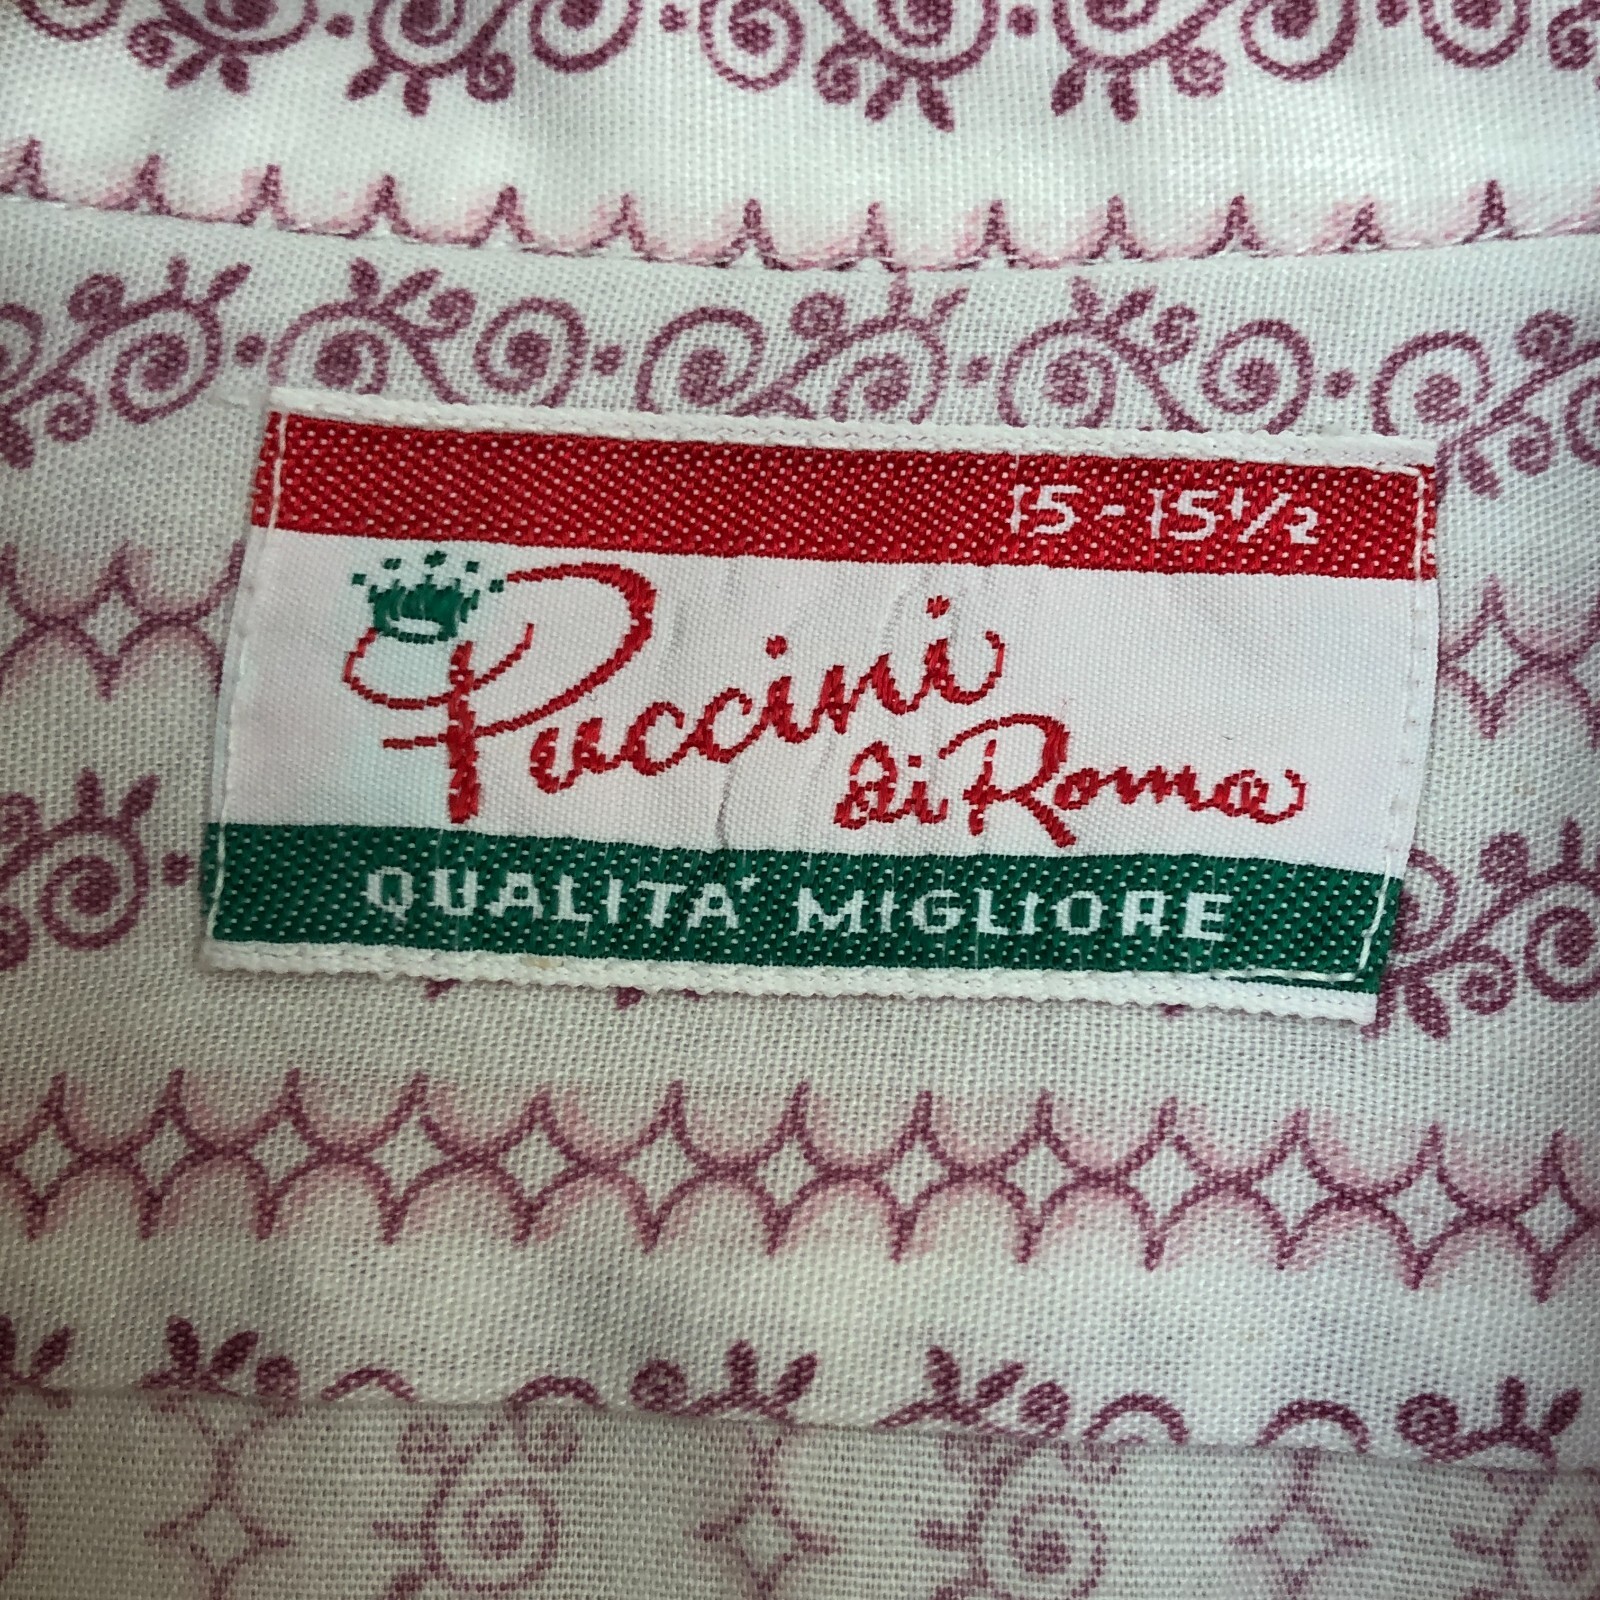 15-15½
Puccini
di Roma
QUALITA' MIGLIORE